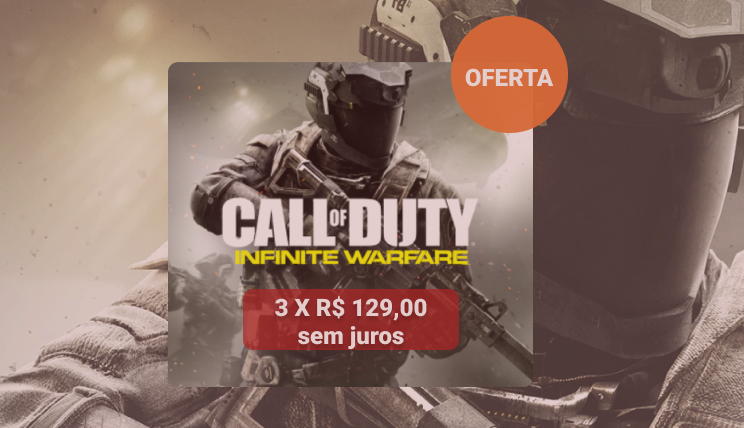 OFERTA
CALL OF DUTY
INFINITE WARFARE
3 X R$ 129,00
sem juros